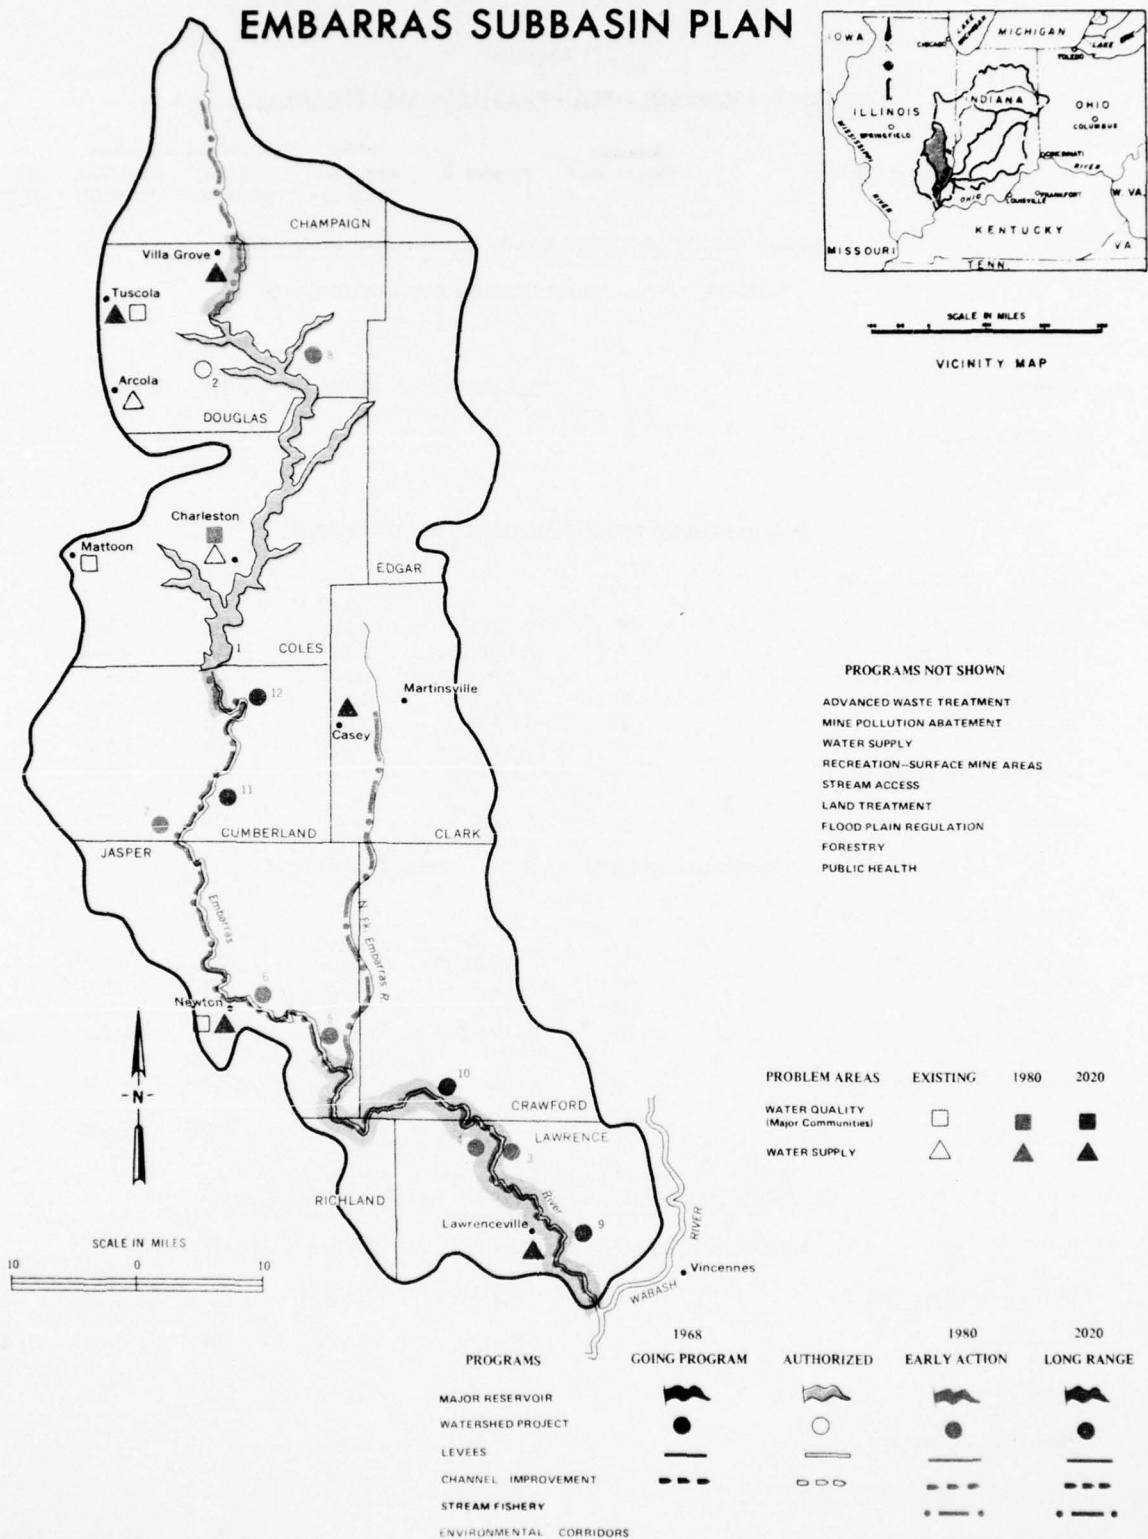 EMBARRAS SUBBASIN PLAN
IOWA
LAKE MICHIGAN
MICHIGAN
CHICAGO
TOLEDO
LAKE
N
ILLINOIS
INDIANA
OHIO
SPRINGFIELD
COLUMBUS
MISSISSIPPI
RIVER
CINCINNATI
RIVER
OHIO
LOUISVILLE
FRANKFORT
W. VA.
KENTUCKY
MISSOURI
VA
TENN.
SCALE IN MILES
VICINITY MAP
CHAMPAIGN
Villa Grove
Tuscola
8
2
Arcola
DOUGLAS
Charleston
Mattoon
EDGAR
1
COLES
12
Martinsville
Casey
11
7
CUMBERLAND
CLARK
JASPER
Embarras
N. Fk. Embarras R.
6
Newton
5
10
CRAWFORD
LAWRENCE
4
3
RICHLAND
River
Lawrenceville
9
RIVER
WABASH
Vincennes
-N-
SCALE IN MILES
10 0 10
PROGRAMS NOT SHOWN
ADVANCED WASTE TREATMENT
MINE POLLUTION ABATEMENT
WATER SUPPLY
RECREATION--SURFACE MINE AREAS
STREAM ACCESS
LAND TREATMENT
FLOOD PLAIN REGULATION
FORESTRY
PUBLIC HEALTH
PROBLEM AREAS EXISTING 1980 2020
WATER QUALITY
(Major Communities)
WATER SUPPLY
1968 1980 2020
PROGRAMS GOING PROGRAM AUTHORIZED EARLY ACTION LONG RANGE
MAJOR RESERVOIR
WATERSHED PROJECT
LEVEES
CHANNEL IMPROVEMENT
STREAM FISHERY
ENVIRONMENTAL CORRIDORS